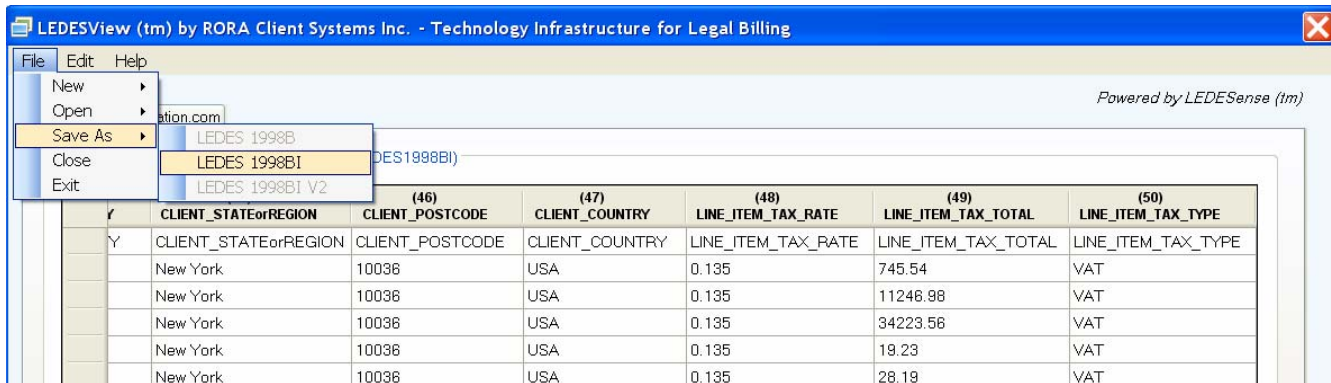 LEDESView (tm) by RORA Client Systems Inc. - Technology Infrastructure for Legal Billing
File Edit Help
New
Open
Save As
Close
Exit
LEDES 1998B
LEDES 1998BI
LEDES 1998BI V2
Powered by LEDESense (tm)
ation.com
DES1998BI)
Y CLIENT_STATEorREGION (46) CLIENT_POSTCODE (47) CLIENT_COUNTRY (48) LINE_ITEM_TAX_RATE (49) LINE_ITEM_TAX_TOTAL (50) LINE_ITEM_TAX_TYPE
Y CLIENT_STATEorREGION CLIENT_POSTCODE CLIENT_COUNTRY LINE_ITEM_TAX_RATE LINE_ITEM_TAX_TOTAL LINE_ITEM_TAX_TYPE
New York 10036 USA 0.135 745.54 VAT
New York 10036 USA 0.135 11246.98 VAT
New York 10036 USA 0.135 34223.56 VAT
New York 10036 USA 0.135 19.23 VAT
New York 10036 USA 0.135 28.19 VAT